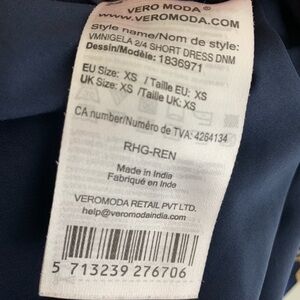 VERO MODA®
WWW.VEROMODA.COM
Style name/Nom de style:
VMNIGELA 2/4 SHORT DRESS DNM
Dessin/Modèle: 1836971
EU Size: XS /Taille EU: XS
UK Size: XS /Taille UK: XS
CA number/Numéro de TVA: 4264134
RHG-REN
Made in India
Fabriqué en Inde
VEROMODA RETAIL PVT LTD.
help@veromodaindia.com
5 713239 276706